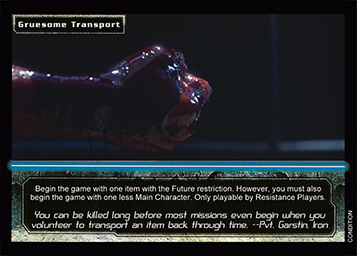 Gruesome Transport
Begin the game with one item with the Future restriction. However, you must also
begin the game with one less Main Character. Only playable by Resistance Players.
You can be killed long before most missions even begin when you
volunteer to transport an item back through time. --Pvt. Garstin, Iron
CONDITION